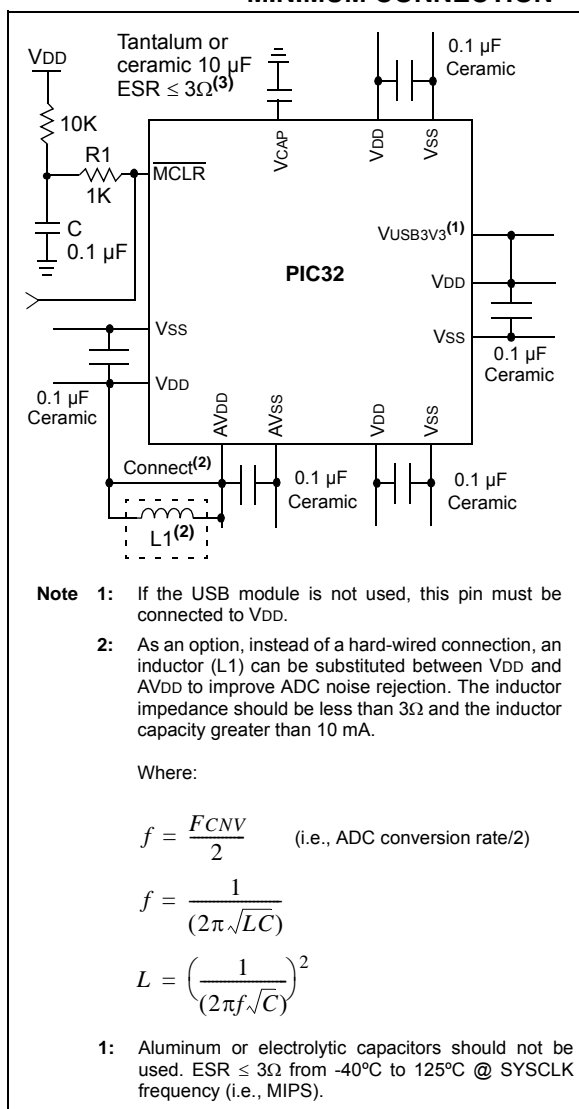 MINIMUM CONNECTION
VDD
Tantalum or
ceramic 10 µF
ESR ≤ 3Ω(3)
0.1 µF
Ceramic
10K
R1
1K
MCLR
VCAP
VDD
VSS
C
0.1 µF
VUSB3V3(1)
PIC32
VDD
VSS
VSS
0.1 µF
Ceramic
VDD
0.1 µF
Ceramic
AVDD
AVSS
VDD
VSS
Connect(2)
0.1 µF
Ceramic
0.1 µF
Ceramic
L1(2)
Note 1: If the USB module is not used, this pin must be
connected to VDD.
2: As an option, instead of a hard-wired connection, an
inductor (L1) can be substituted between VDD and
AVDD to improve ADC noise rejection. The inductor
impedance should be less than 3Ω and the inductor
capacity greater than 10 mA.
Where:
f = FCNV / 2 (i.e., ADC conversion rate/2)
f = 1 / (2π√LC)
L = (1 / (2πf√C))²
1: Aluminum or electrolytic capacitors should not be
used. ESR ≤ 3Ω from -40ºC to 125ºC @ SYSCLK
frequency (i.e., MIPS).